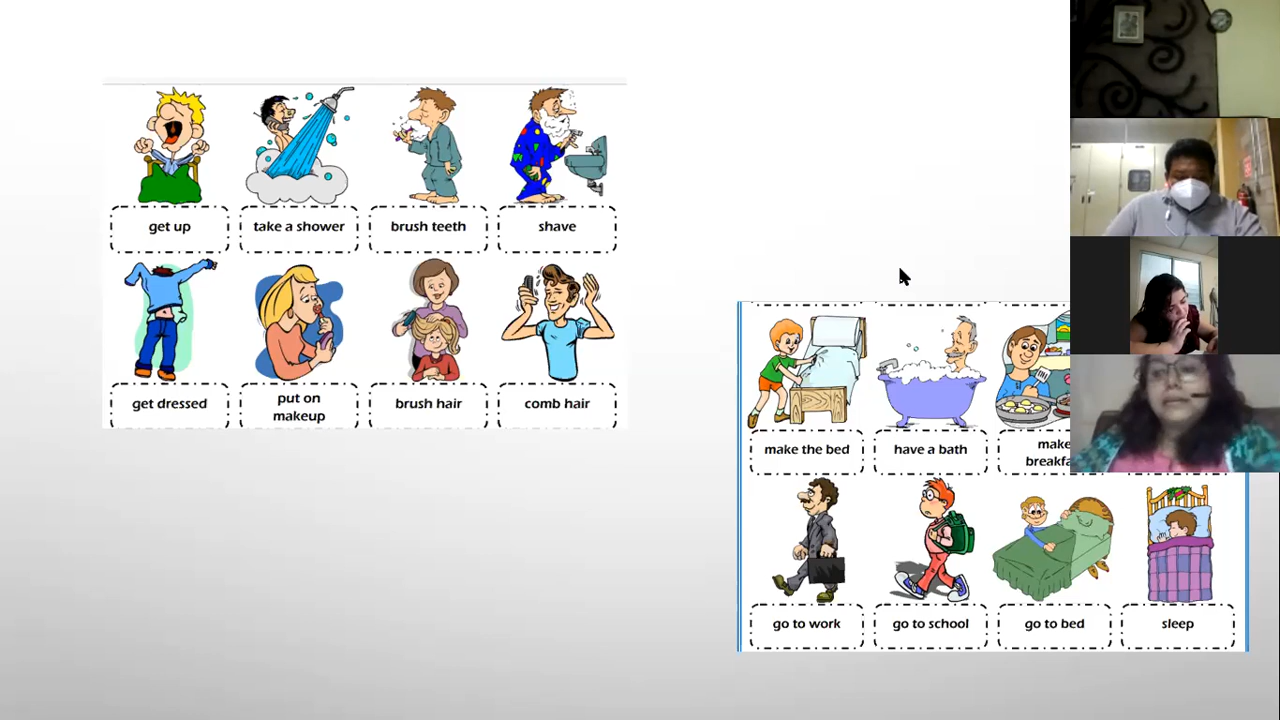 get up
take a shower
brush teeth
shave
get dressed
put on
makeup
brush hair
comb hair
make the bed
have a bath
make
go to work
go to school
go to bed
sleep